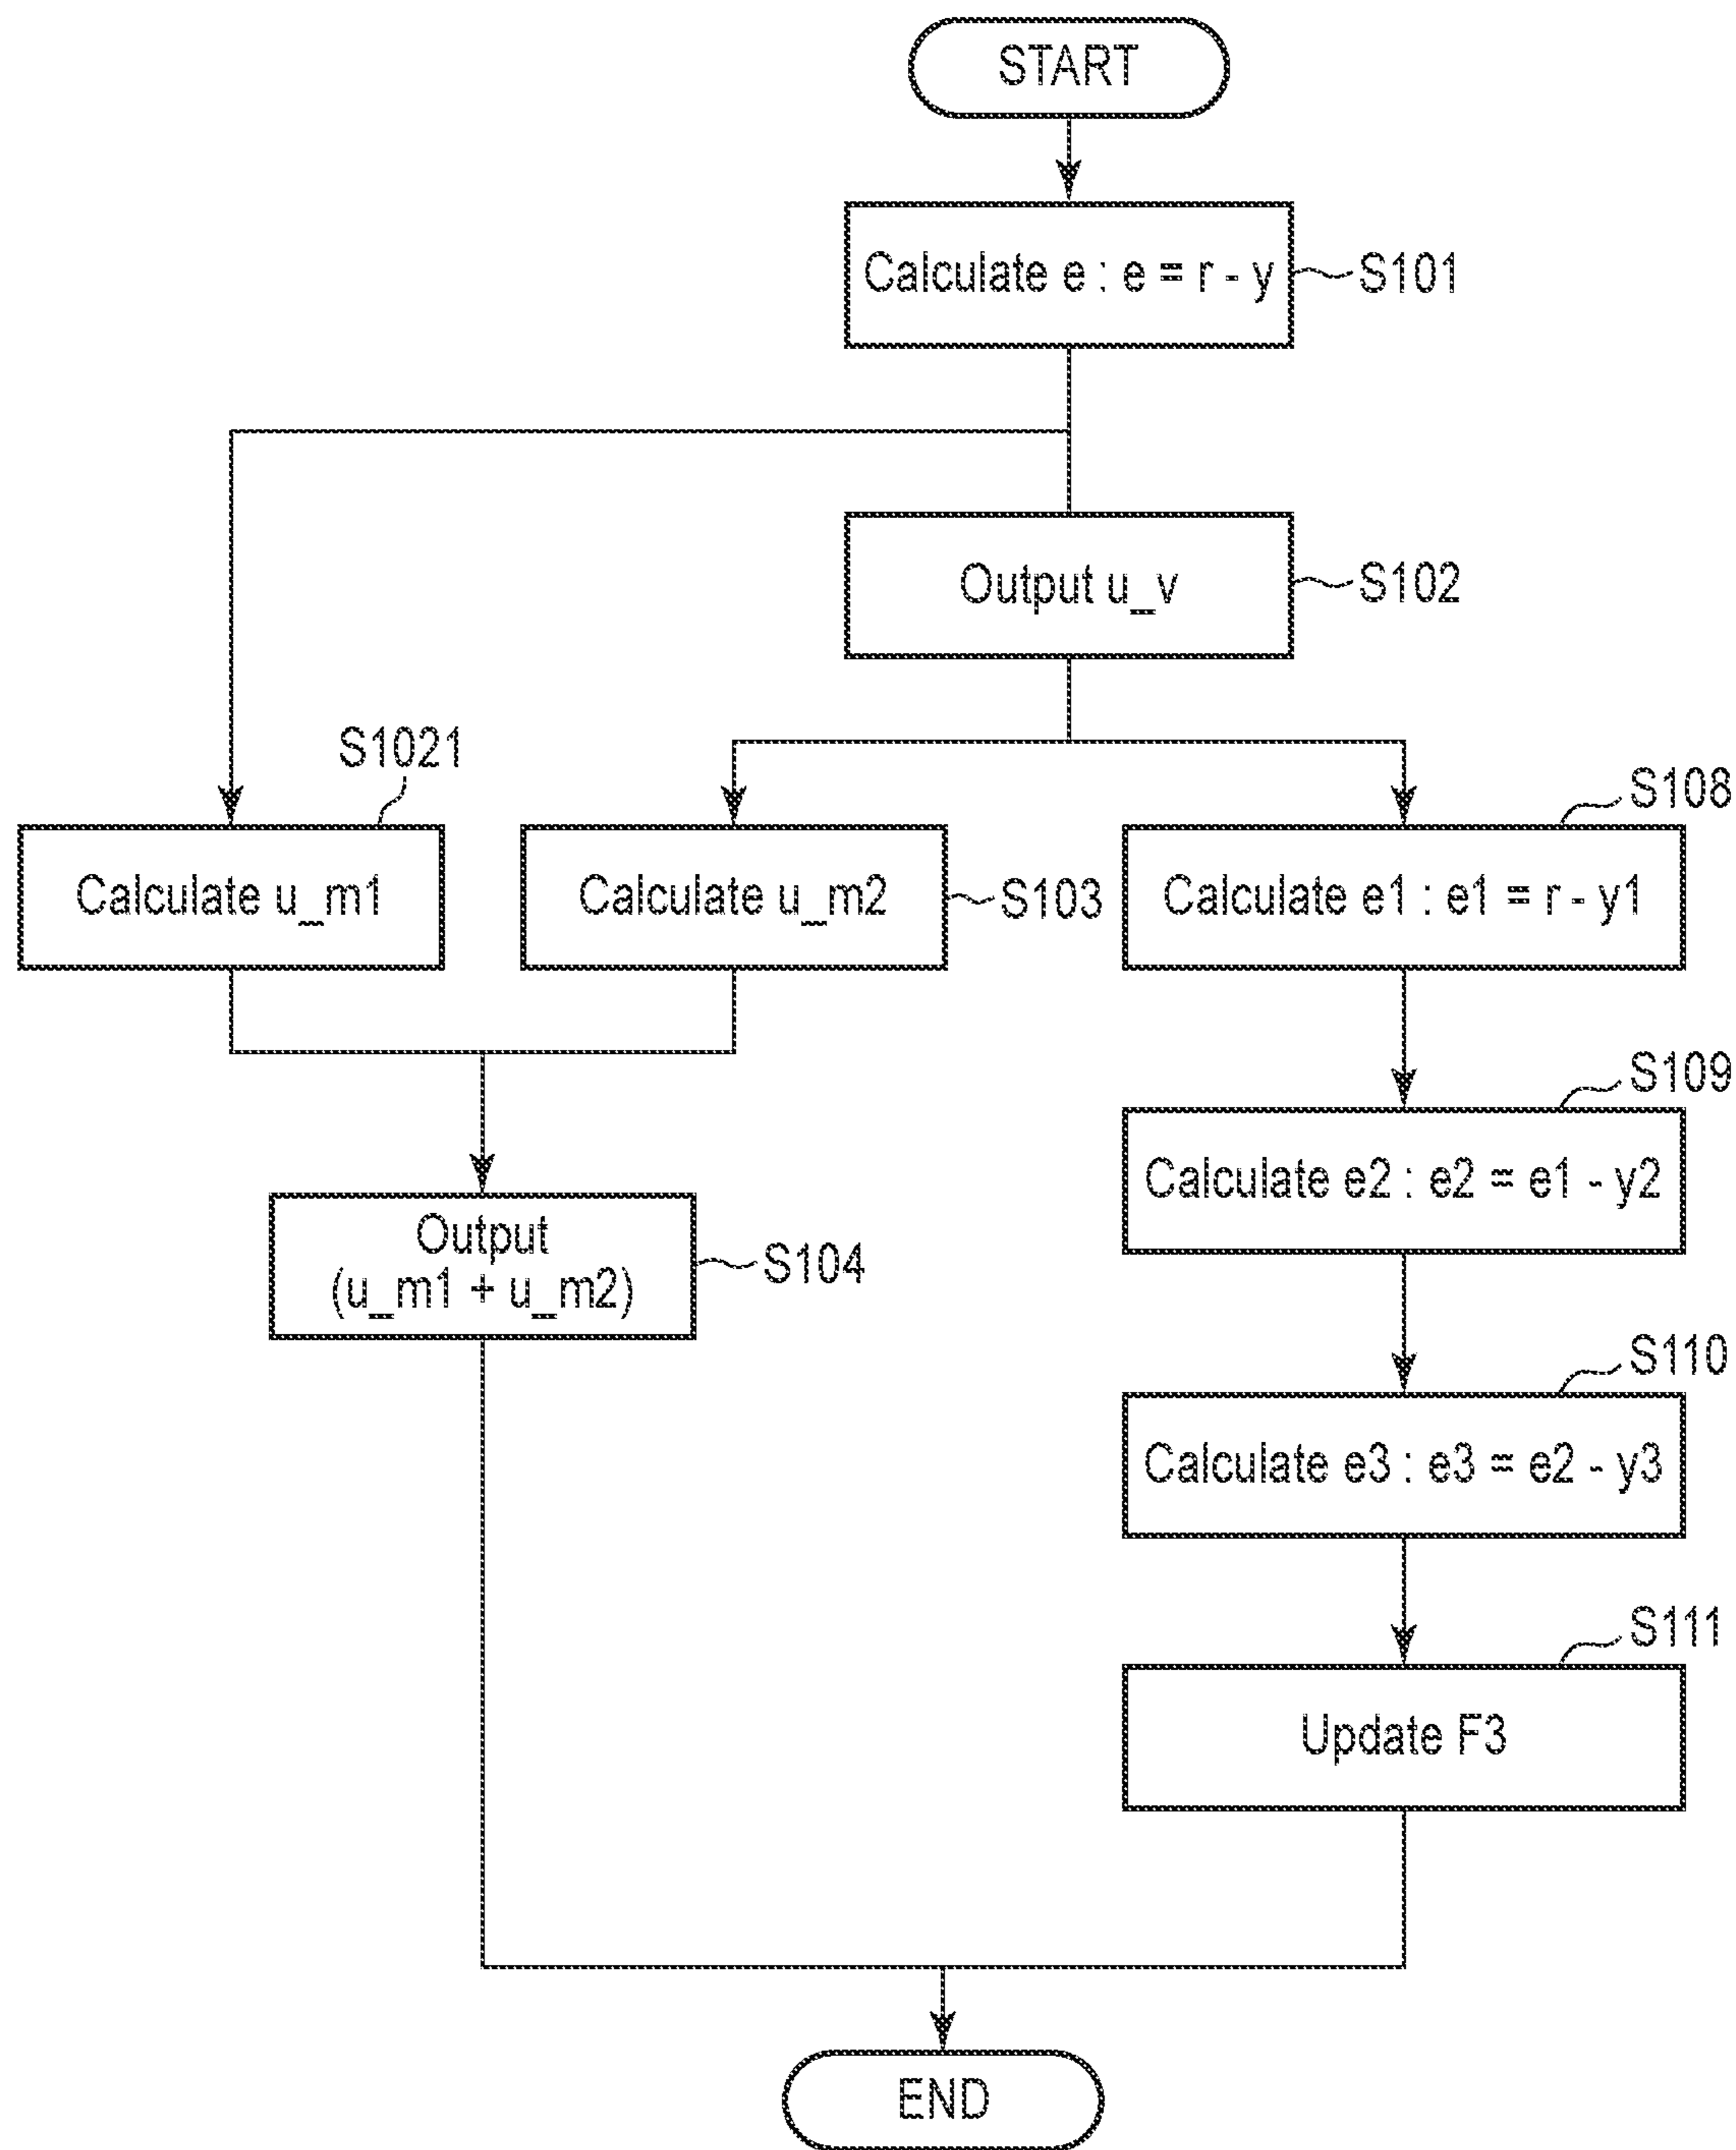 START
Calculate e : e = r - y
S101
Output u_v
S102
S1021
Calculate u_m1
Calculate u_m2
S103
S108
Calculate e1 : e1 = r - y1
S109
Calculate e2 : e2 = e1 - y2
Output
(u_m1 + u_m2)
S104
S110
Calculate e3 : e3 = e2 - y3
S111
Update F3
END